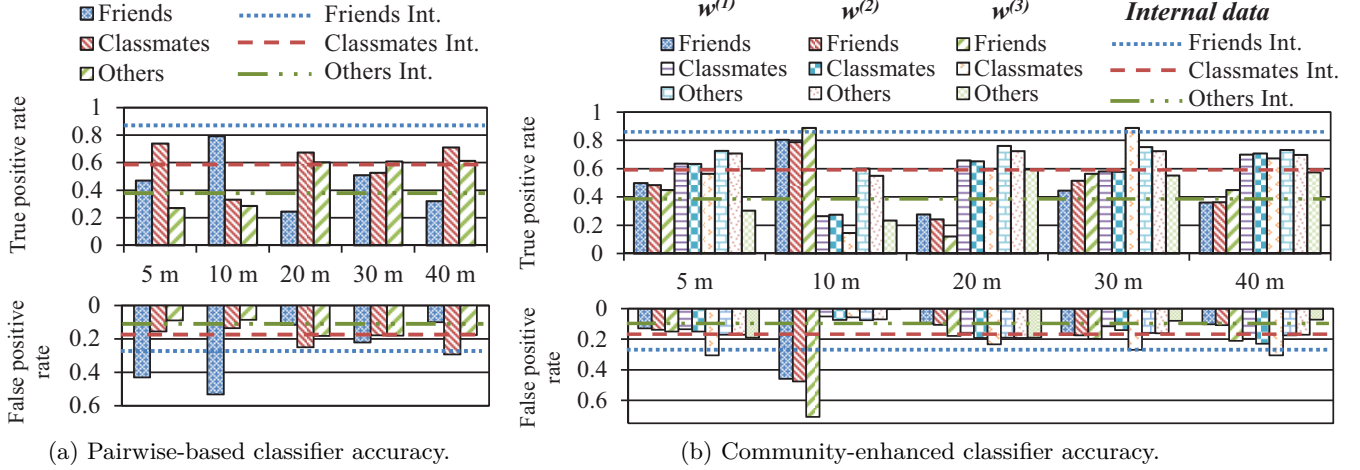 Friends
Friends Int.
Classmates
Classmates Int.
Others
Others Int.
True positive rate
1
0.8
0.6
0.4
0.2
0
5 m 10 m 20 m 30 m 40 m
False positive
rate
0
0.2
0.4
0.6
(a) Pairwise-based classifier accuracy.
w(1) w(2) w(3) Internal data
Friends Friends Friends Friends Int.
Classmates Classmates Classmates Classmates Int.
Others Others Others Others Int.
True positive rate
1
0.8
0.6
0.4
0.2
0
5 m 10 m 20 m 30 m 40 m
False positive
rate
0
0.2
0.4
0.6
(b) Community-enhanced classifier accuracy.